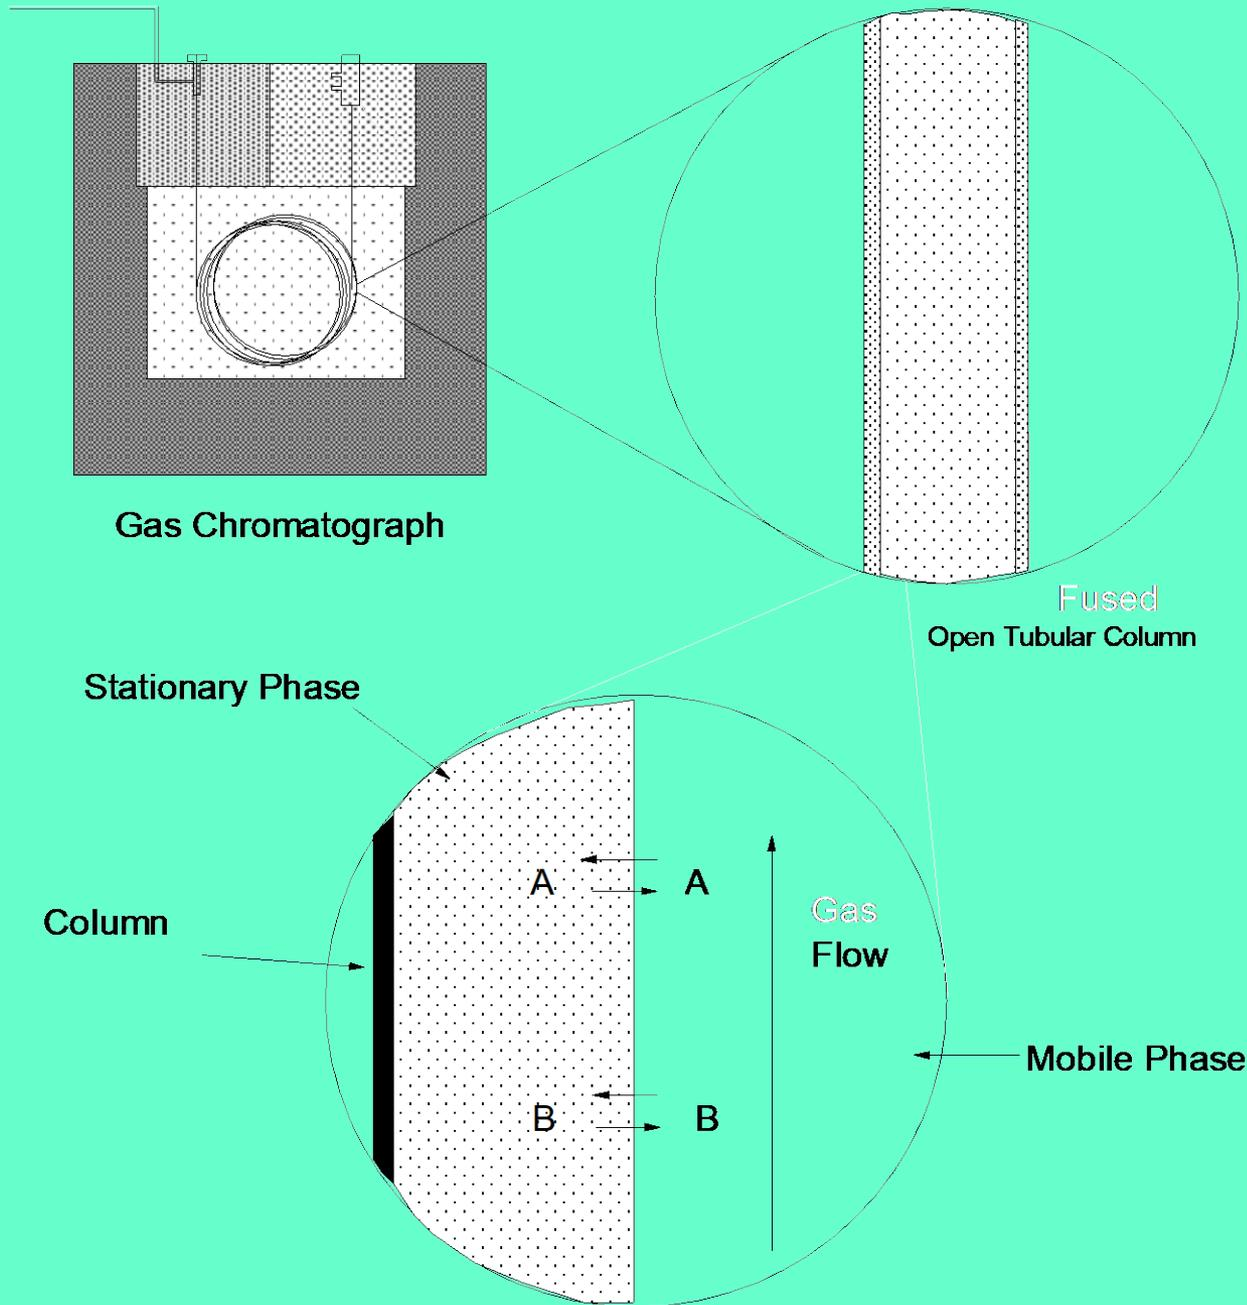 Gas Chromatograph
Fused
Open Tubular Column
Stationary Phase
A A
Gas
Column
Flow
Mobile Phase
B B